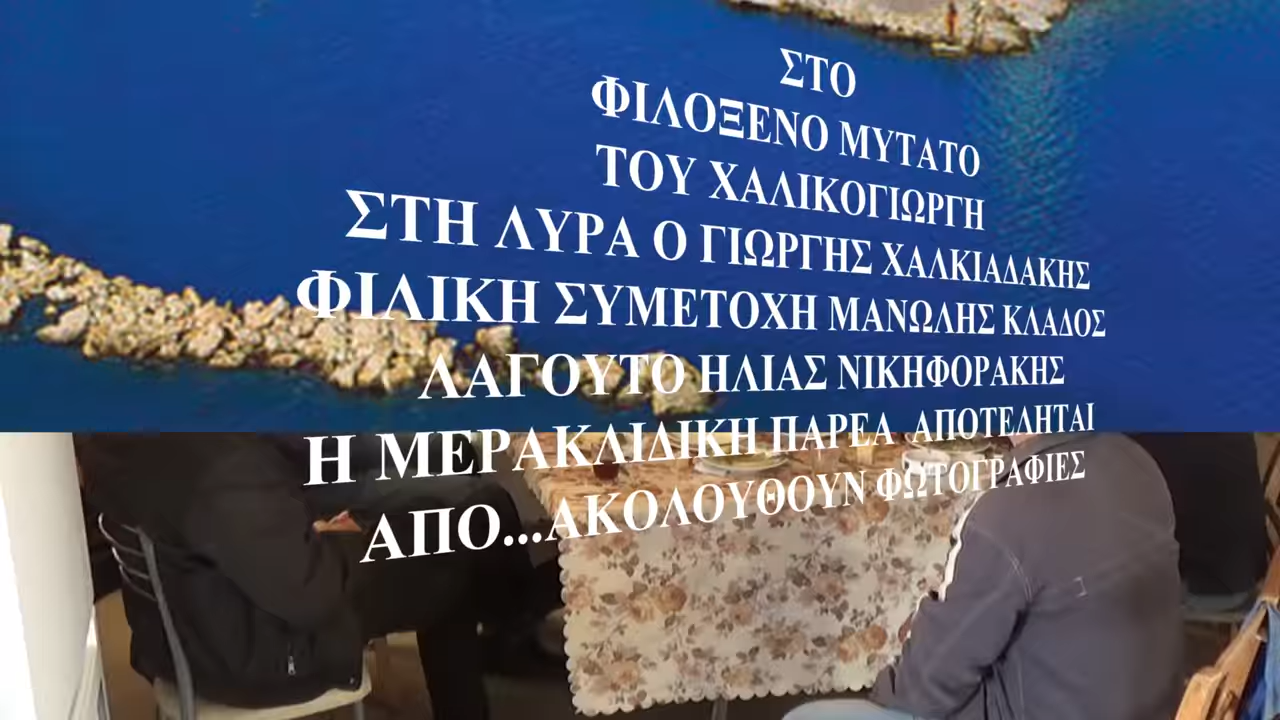 ΣΤΟ
ΦΙΛΟΞΕΝΟ ΜΥΤΑΤΟ
ΤΟΥ ΧΑΛΙΚΟΓΙΩΡΓΗ
ΣΤΗ ΛΥΡΑ Ο ΓΙΩΡΓΗΣ ΧΑΛΚΙΑΔΑΚΗΣ
ΦΙΛΙΚΗ ΣΥΜΕΤΟΧΗ ΜΑΝΩΛΗΣ ΚΛΑΔΟΣ
ΛΑΓΟΥΤΟ ΗΛΙΑΣ ΝΙΚΗΦΟΡΑΚΗΣ
Η ΜΕΡΑΚΛΙΔΙΚΗ ΠΑΡΕΑ ΑΠΟΤΕΛΗΤΑΙ
ΑΠΟ...ΑΚΟΛΟΥΘΟΥΝ ΦΩΤΟΓΡΑΦΙΕΣ